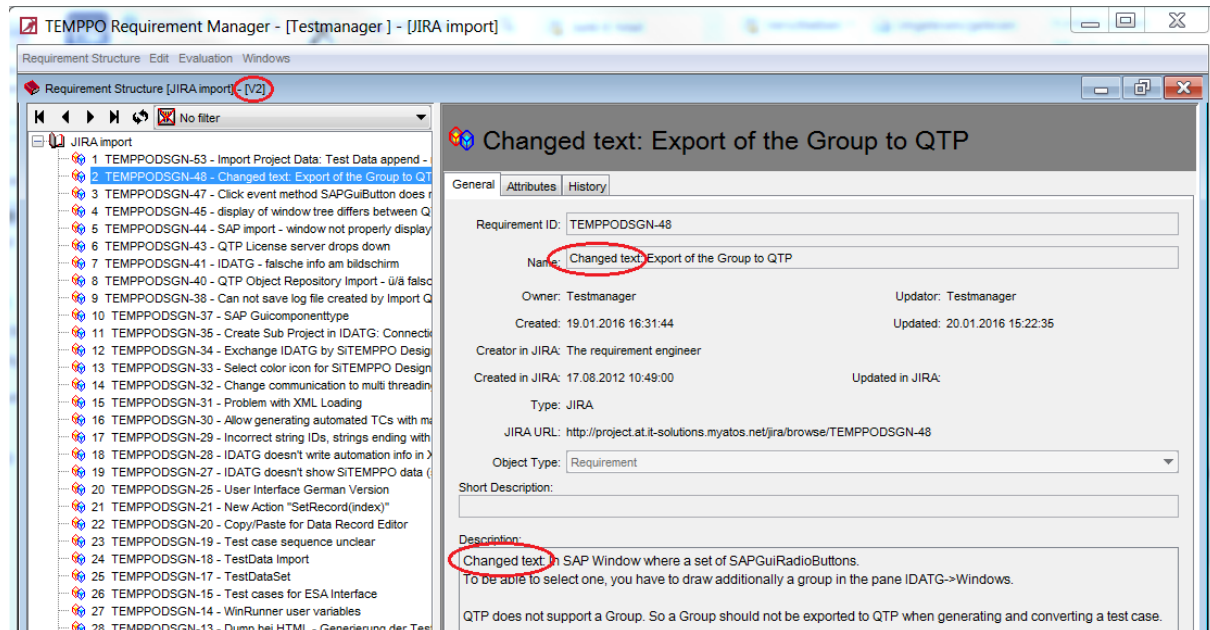 TEMPPO Requirement Manager - [Testmanager ] - [JIRA import]
Requirement Structure Edit Evaluation Windows
Requirement Structure [JIRA import] - [V2]
No filter
JIRA import
1 TEMPPODSGN-53 - Import Project Data: Test Data append -
2 TEMPPODSGN-48 - Changed text: Export of the Group to QT
3 TEMPPODSGN-47 - Click event method SAPGuiButton does
4 TEMPPODSGN-45 - display of window tree differs between Q
5 TEMPPODSGN-44 - SAP import - window not properly display
6 TEMPPODSGN-43 - QTP License server drops down
7 TEMPPODSGN-41 - IDATG - falsche info am bildschirm
8 TEMPPODSGN-40 - QTP Object Repository Import - ü/ä falsc
9 TEMPPODSGN-38 - Can not save log file created by Import Q
10 TEMPPODSGN-37 - SAP Guicomponenttype
11 TEMPPODSGN-35 - Create Sub Project in IDATG: Connecti
12 TEMPPODSGN-34 - Exchange IDATG by SiTEMPPO Desig
13 TEMPPODSGN-33 - Select color icon for SiTEMPPO Design
14 TEMPPODSGN-32 - Change communication to multi threadin
15 TEMPPODSGN-31 - Problem with XML Loading
16 TEMPPODSGN-30 - Allow generating automated TCs with ma
17 TEMPPODSGN-29 - Incorrect string IDs, strings ending with
18 TEMPPODSGN-28 - IDATG doesn't write automation info in X
19 TEMPPODSGN-27 - IDATG doesn't show SiTEMPPO data (
20 TEMPPODSGN-25 - User Interface German Version
21 TEMPPODSGN-21 - New Action "SetRecord(index)"
22 TEMPPODSGN-20 - Copy/Paste for Data Record Editor
23 TEMPPODSGN-19 - Test case sequence unclear
24 TEMPPODSGN-18 - TestData Import
25 TEMPPODSGN-17 - TestDataSet
26 TEMPPODSGN-15 - Test cases for ESA Interface
27 TEMPPODSGN-14 - WinRunner user variables
28 TEMPPODSGN-13 - Dump bei HTML - Generierung der Test
Changed text: Export of the Group to QTP
General Attributes History
Requirement ID: TEMPPODSGN-48
Name: Changed text: Export of the Group to QTP
Owner: Testmanager Updator: Testmanager
Created: 19.01.2016 16:31:44 Updated: 20.01.2016 15:22:35
Creator in JIRA: The requirement engineer
Created in JIRA: 17.08.2012 10:49:00 Updated in JIRA:
Type: JIRA
JIRA URL: http://project.at.it-solutions.myatos.net/jira/browse/TEMPPODSGN-48
Object Type: Requirement
Short Description:
Description:
Changed text: In SAP Window where a set of SAPGuiRadioButtons.
To be able to select one, you have to draw additionally a group in the pane IDATG->Windows.
QTP does not support a Group. So a Group should not be exported to QTP when generating and converting a test case.